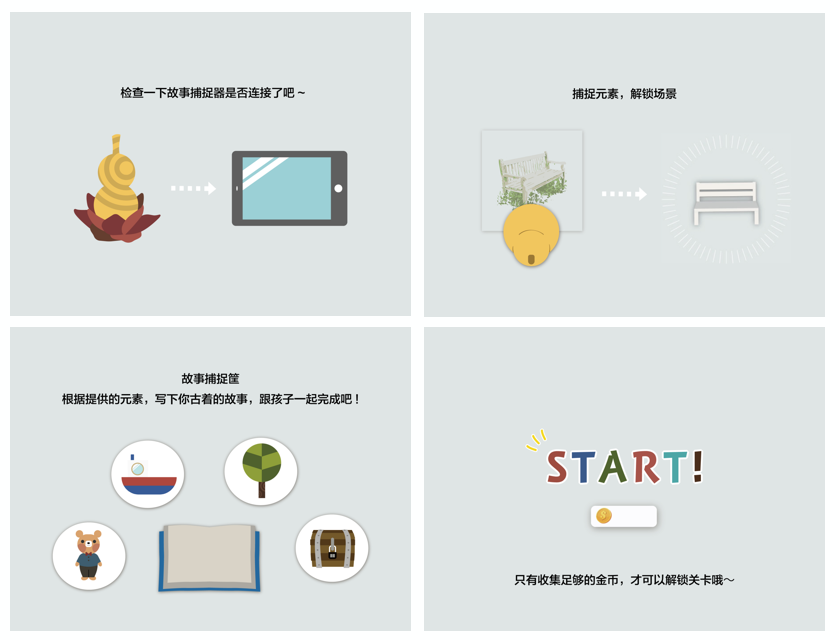 检查一下故事捕捉器是否连接了吧～
捕捉元素，解锁场景
故事捕捉筐
根据提供的元素，写下你古着的故事，跟孩子一起完成吧！
START!
只有收集足够的金币，才可以解锁关卡哦～